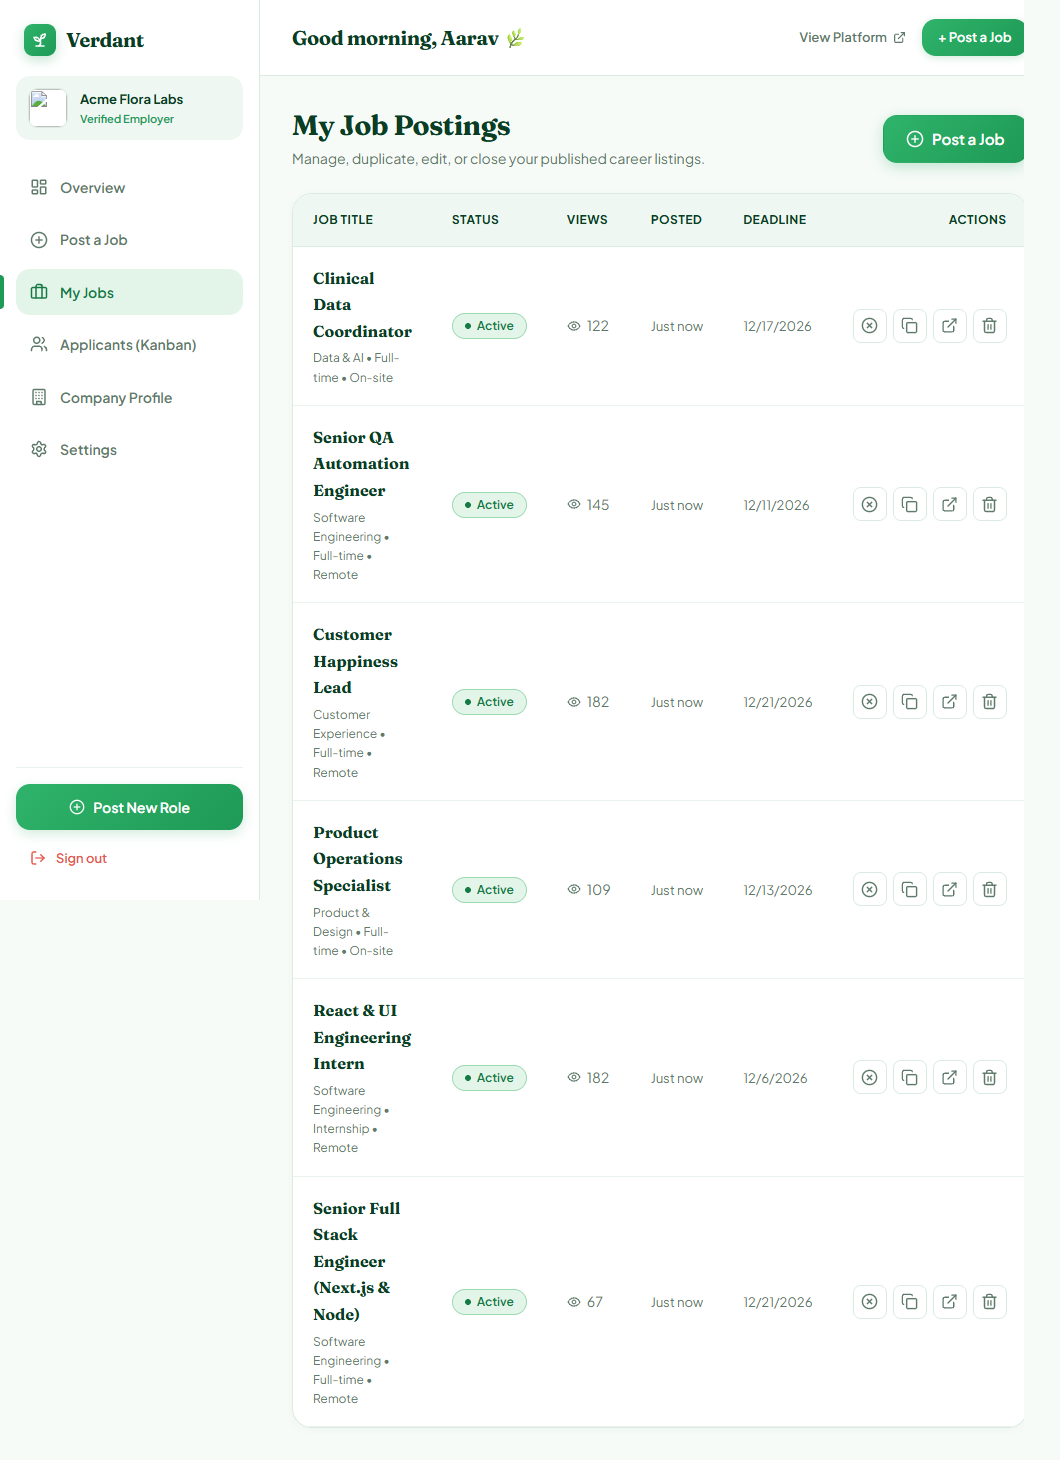 Verdant
Acme Flora Labs
Verified Employer
Overview
Post a Job
My Jobs
Applicants (Kanban)
Company Profile
Settings
Post New Role
Sign out
Good morning, Aarav 🌿
View Platform
+ Post a Job
My Job Postings
Manage, duplicate, edit, or close your published career listings.
Post a Job
JOB TITLE STATUS VIEWS POSTED DEADLINE ACTIONS
Clinical
Data
Coordinator
Data & AI • Full-
time • On-site
Active 122 Just now 12/17/2026
Senior QA
Automation
Engineer
Software
Engineering •
Full-time •
Remote
Active 145 Just now 12/11/2026
Customer
Happiness
Lead
Customer
Experience •
Full-time •
Remote
Active 182 Just now 12/21/2026
Product
Operations
Specialist
Product &
Design • Full-
time • On-site
Active 109 Just now 12/13/2026
React & UI
Engineering
Intern
Software
Engineering •
Internship •
Remote
Active 182 Just now 12/6/2026
Senior Full
Stack
Engineer
(Next.js &
Node)
Software
Engineering •
Full-time •
Remote
Active 67 Just now 12/21/2026